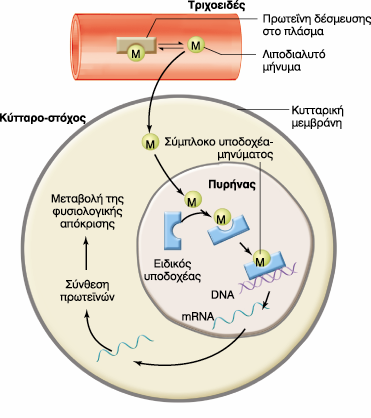 Τριχοειδές
Πρωτεΐνη δέσμευσης
στο πλάσμα
M
M
Λιποδιαλυτό
μήνυμα
Κυτταρική
μεμβράνη
Κύτταρο-στόχος
M
Σύμπλοκο υποδοχέα-
μηνύματος
Πυρήνας
M
M
M
Μεταβολή της
φυσιολογικής
απόκρισης
Ειδικός
υποδοχέας
Σύνθεση
πρωτεϊνών
DNA
mRNA